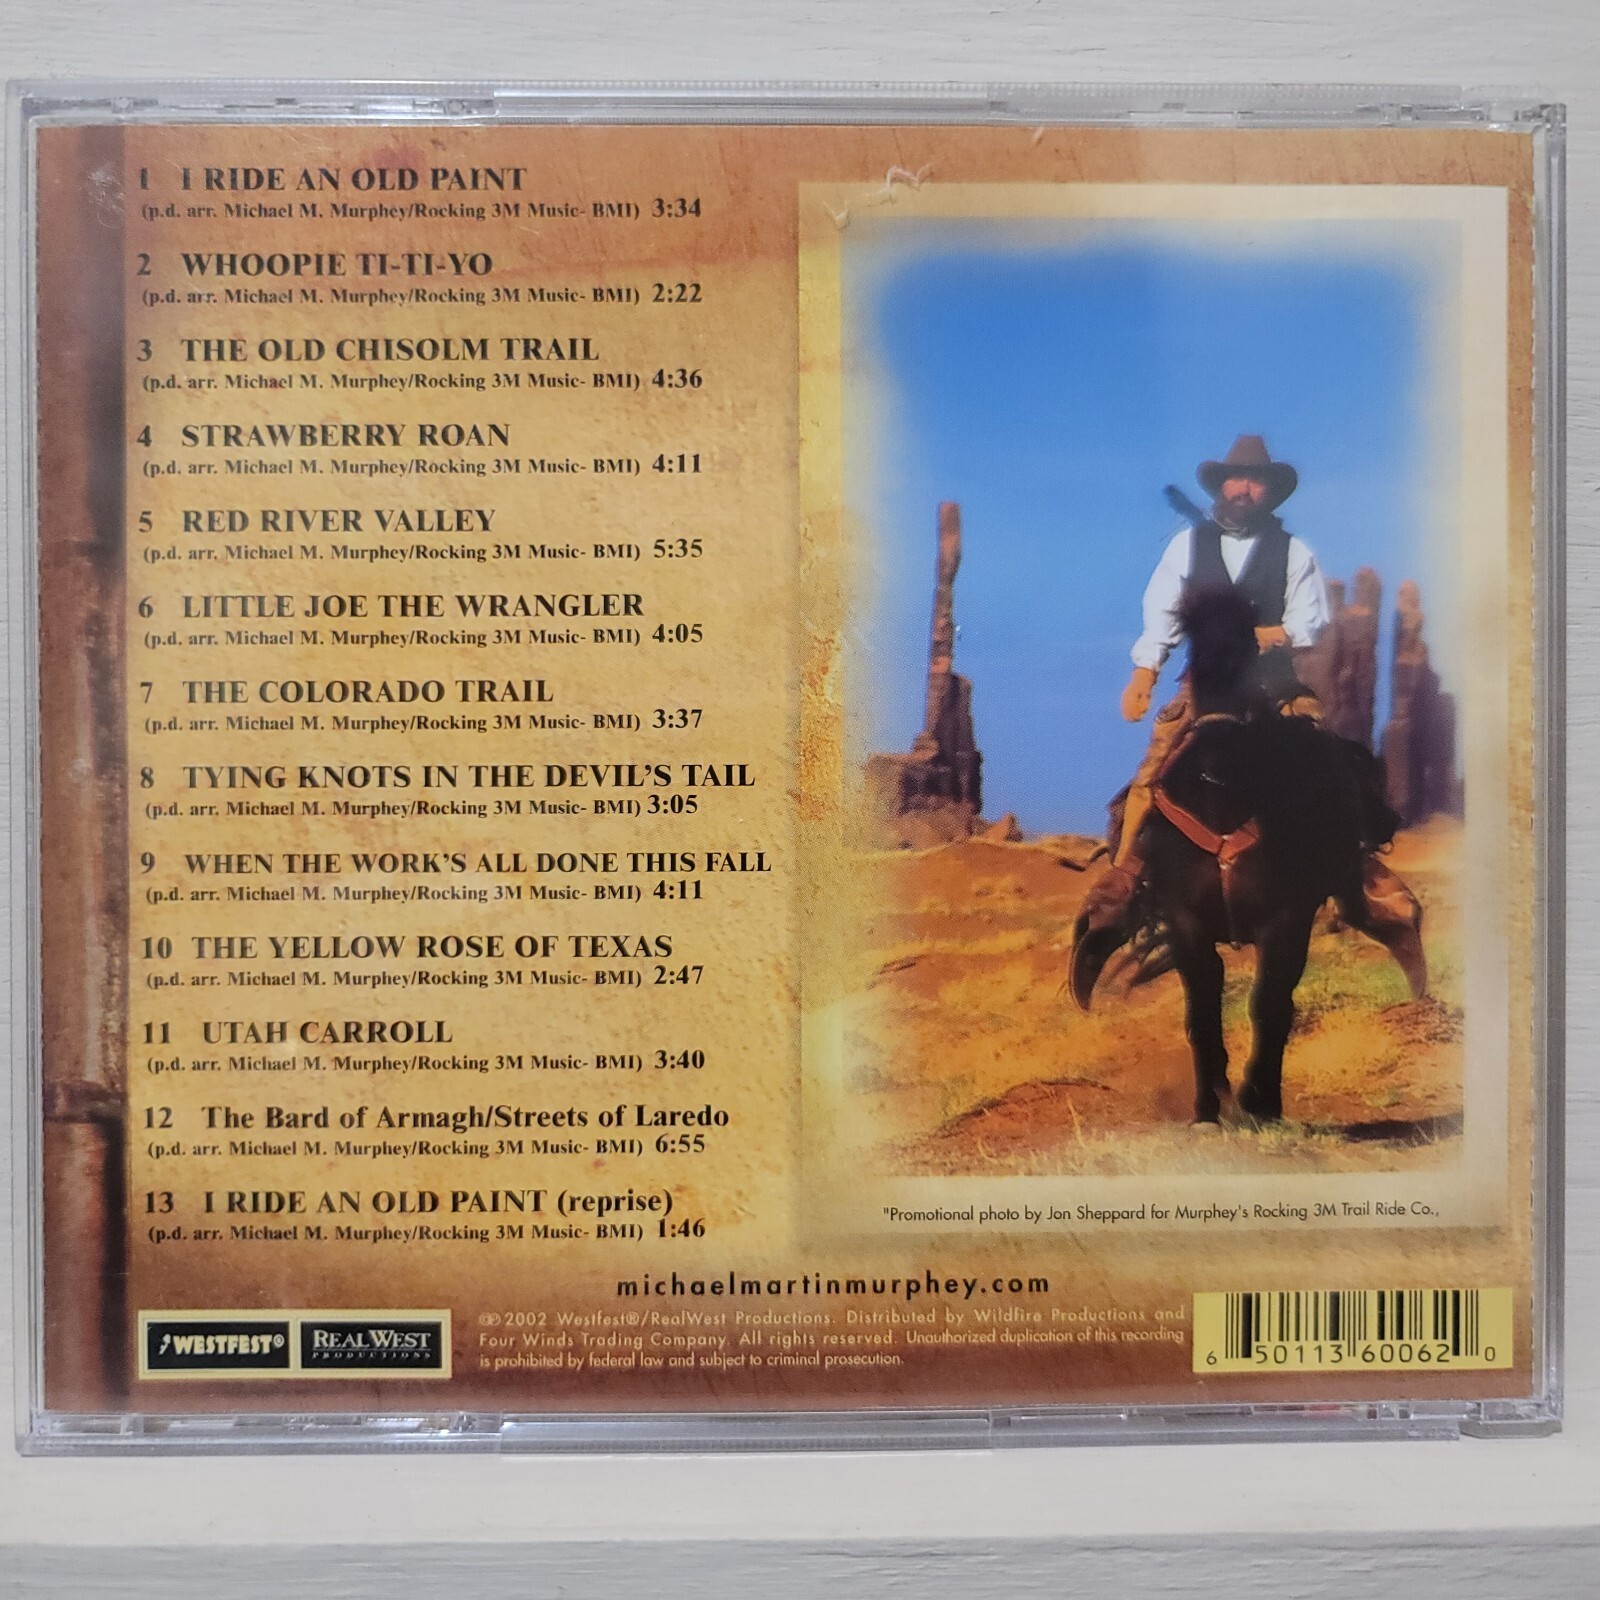 1 I RIDE AN OLD PAINT
(p.d. arr. Michael M. Murphey/Rocking 3M Music- BMI) 3:34
2 WHOOPIE TI-TI-YO
(p.d. arr. Michael M. Murphey/Rocking 3M Music- BMI) 2:22
3 THE OLD CHISOLM TRAIL
(p.d. arr. Michael M. Murphey/Rocking 3M Music- BMI) 4:36
4 STRAWBERRY ROAN
(p.d. arr. Michael M. Murphey/Rocking 3M Music- BMI) 4:11
5 RED RIVER VALLEY
(p.d. arr. Michael M. Murphey/Rocking 3M Music- BMI) 5:35
6 LITTLE JOE THE WRANGLER
(p.d. arr. Michael M. Murphey/Rocking 3M Music- BMI) 4:05
7 THE COLORADO TRAIL
(p.d. arr. Michael M. Murphey/Rocking 3M Music- BMI) 3:37
8 TYING KNOTS IN THE DEVIL'S TAIL
(p.d. arr. Michael M. Murphey/Rocking 3M Music- BMI) 3:05
9 WHEN THE WORK'S ALL DONE THIS FALL
(p.d. arr. Michael M. Murphey/Rocking 3M Music- BMI) 4:11
10 THE YELLOW ROSE OF TEXAS
(p.d. arr. Michael M. Murphey/Rocking 3M Music- BMI) 2:47
11 UTAH CARROLL
(p.d. arr. Michael M. Murphey/Rocking 3M Music- BMI) 3:40
12 The Bard of Armagh/Streets of Laredo
(p.d. arr. Michael M. Murphey/Rocking 3M Music- BMI) 6:55
13 I RIDE AN OLD PAINT (reprise)
(p.d. arr. Michael M. Murphey/Rocking 3M Music- BMI) 1:46
"Promotional photo by Jon Sheppard for Murphey's Rocking 3M Trail Ride Co.,
michaelmartinmurphey.com
WESTFEST®
REAL WEST
PRODUCTIONS
©℗2002 Westfest®/RealWest Productions. Distributed by Wildfire Productions and
Four Winds Trading Company. All rights reserved. Unauthorized duplication of this recording
is prohibited by federal law and subject to criminal prosecution.
6 50113 60062 0